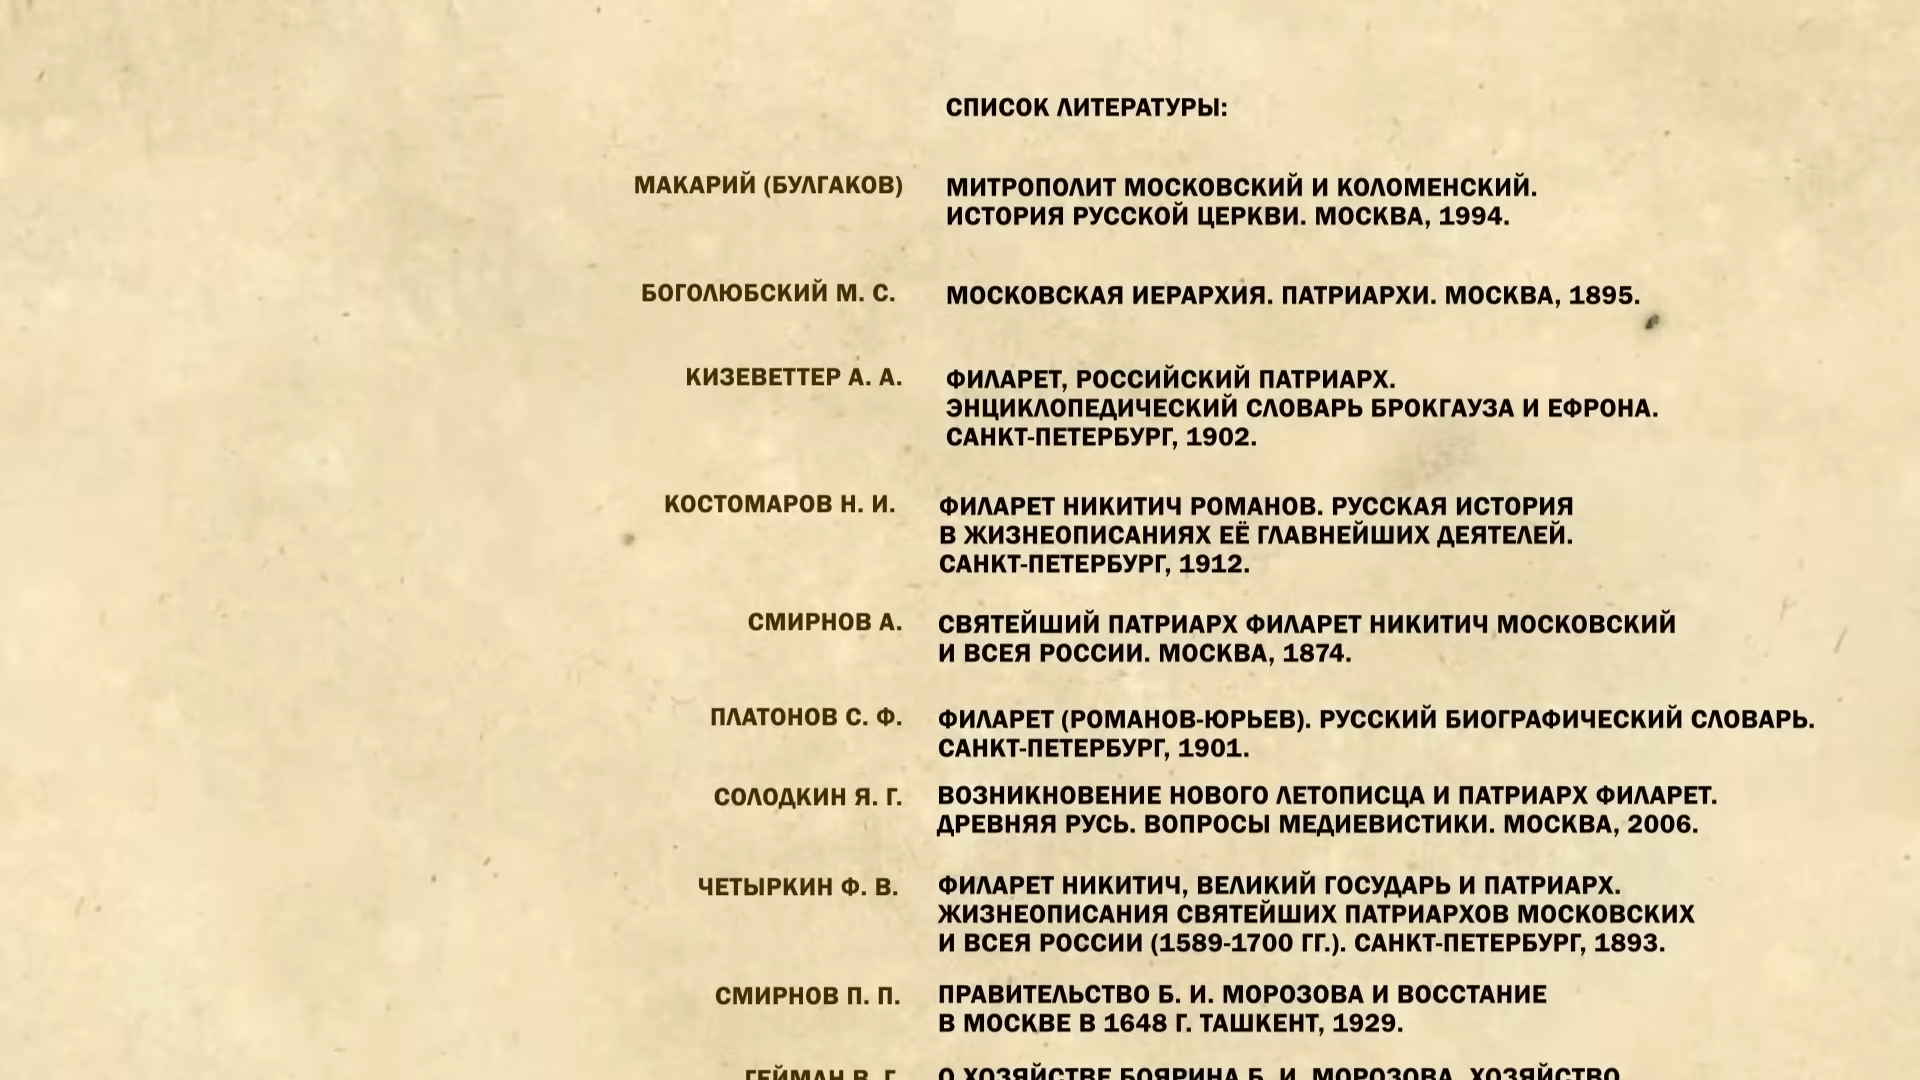 СПИСОК ЛИТЕРАТУРЫ:
МАКАРИЙ (БУЛГАКОВ)
МИТРОПОЛИТ МОСКОВСКИЙ И КОЛОМЕНСКИЙ.
ИСТОРИЯ РУССКОЙ ЦЕРКВИ. МОСКВА, 1994.
БОГОЛЮБСКИЙ М. С.
МОСКОВСКАЯ ИЕРАРХИЯ. ПАТРИАРХИ. МОСКВА, 1895.
КИЗЕВЕТТЕР А. А.
ФИЛАРЕТ, РОССИЙСКИЙ ПАТРИАРХ.
ЭНЦИКЛОПЕДИЧЕСКИЙ СЛОВАРЬ БРОКГАУЗА И ЕФРОНА.
САНКТ-ПЕТЕРБУРГ, 1902.
КОСТОМАРОВ Н. И.
ФИЛАРЕТ НИКИТИЧ РОМАНОВ. РУССКАЯ ИСТОРИЯ
В ЖИЗНЕОПИСАНИЯХ ЕЁ ГЛАВНЕЙШИХ ДЕЯТЕЛЕЙ.
САНКТ-ПЕТЕРБУРГ, 1912.
СМИРНОВ А.
СВЯТЕЙШИЙ ПАТРИАРХ ФИЛАРЕТ НИКИТИЧ МОСКОВСКИЙ
И ВСЕЯ РОССИИ. МОСКВА, 1874.
ПЛАТОНОВ С. Ф.
ФИЛАРЕТ (РОМАНОВ-ЮРЬЕВ). РУССКИЙ БИОГРАФИЧЕСКИЙ СЛОВАРЬ.
САНКТ-ПЕТЕРБУРГ, 1901.
СОЛОДКИН Я. Г.
ВОЗНИКНОВЕНИЕ НОВОГО ЛЕТОПИСЦА И ПАТРИАРХ ФИЛАРЕТ.
ДРЕВНЯЯ РУСЬ. ВОПРОСЫ МЕДИЕВИСТИКИ. МОСКВА, 2006.
ЧЕТЫРКИН Ф. В.
ФИЛАРЕТ НИКИТИЧ, ВЕЛИКИЙ ГОСУДАРЬ И ПАТРИАРХ.
ЖИЗНЕОПИСАНИЯ СВЯТЕЙШИХ ПАТРИАРХОВ МОСКОВСКИХ
И ВСЕЯ РОССИИ (1589-1700 ГГ.). САНКТ-ПЕТЕРБУРГ, 1893.
СМИРНОВ П. П.
ПРАВИТЕЛЬСТВО Б. И. МОРОЗОВА И ВОССТАНИЕ
В МОСКВЕ В 1648 Г. ТАШКЕНТ, 1929.
ГЕЙМАН В. Г.
О ХОЗЯЙСТВЕ БОЯРИНА Б. И. МОРОЗОВА. ХОЗЯЙСТВО